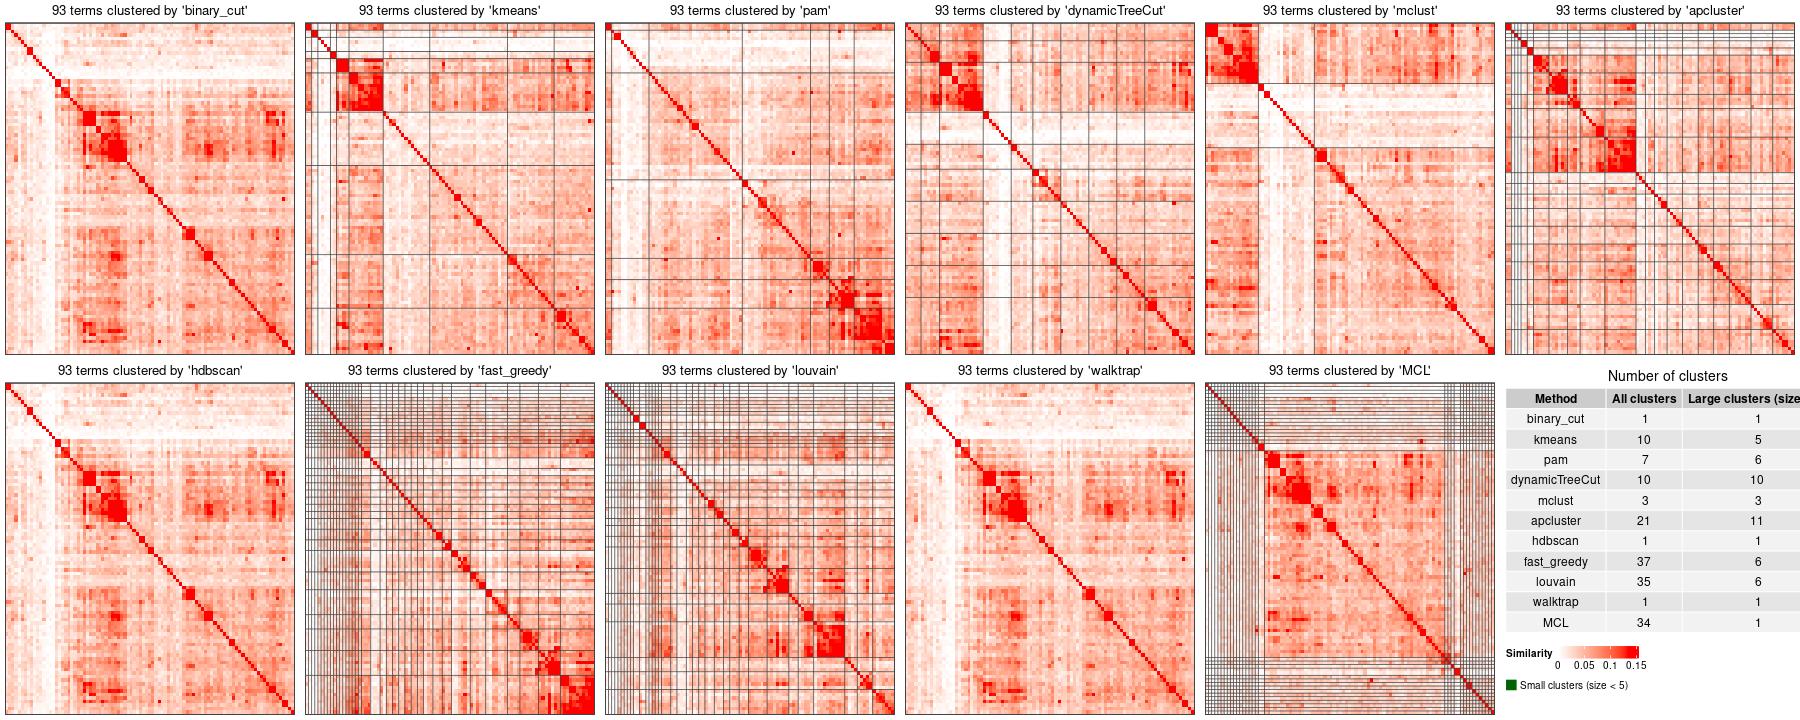 93 terms clustered by 'binary_cut'
93 terms clustered by 'kmeans'
93 terms clustered by 'pam'
93 terms clustered by 'dynamicTreeCut'
93 terms clustered by 'mclust'
93 terms clustered by 'apcluster'
93 terms clustered by 'hdbscan'
93 terms clustered by 'fast_greedy'
93 terms clustered by 'louvain'
93 terms clustered by 'walktrap'
93 terms clustered by 'MCL'
Number of clusters
Method All clusters Large clusters (size
binary_cut 1 1
kmeans 10 5
pam 7 6
dynamicTreeCut 10 10
mclust 3 3
apcluster 21 11
hdbscan 1 1
fast_greedy 37 6
louvain 35 6
walktrap 1 1
MCL 34 1
Similarity
0 0.05 0.1 0.15
Small clusters (size < 5)